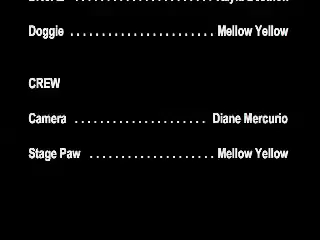 Doggie . . . . . . . . . . . . . . . . . . . . . . . Mellow Yellow
CREW
Camera . . . . . . . . . . . . . . . . . . . . . Diane Mercurio
Stage Paw . . . . . . . . . . . . . . . . . . . . Mellow Yellow